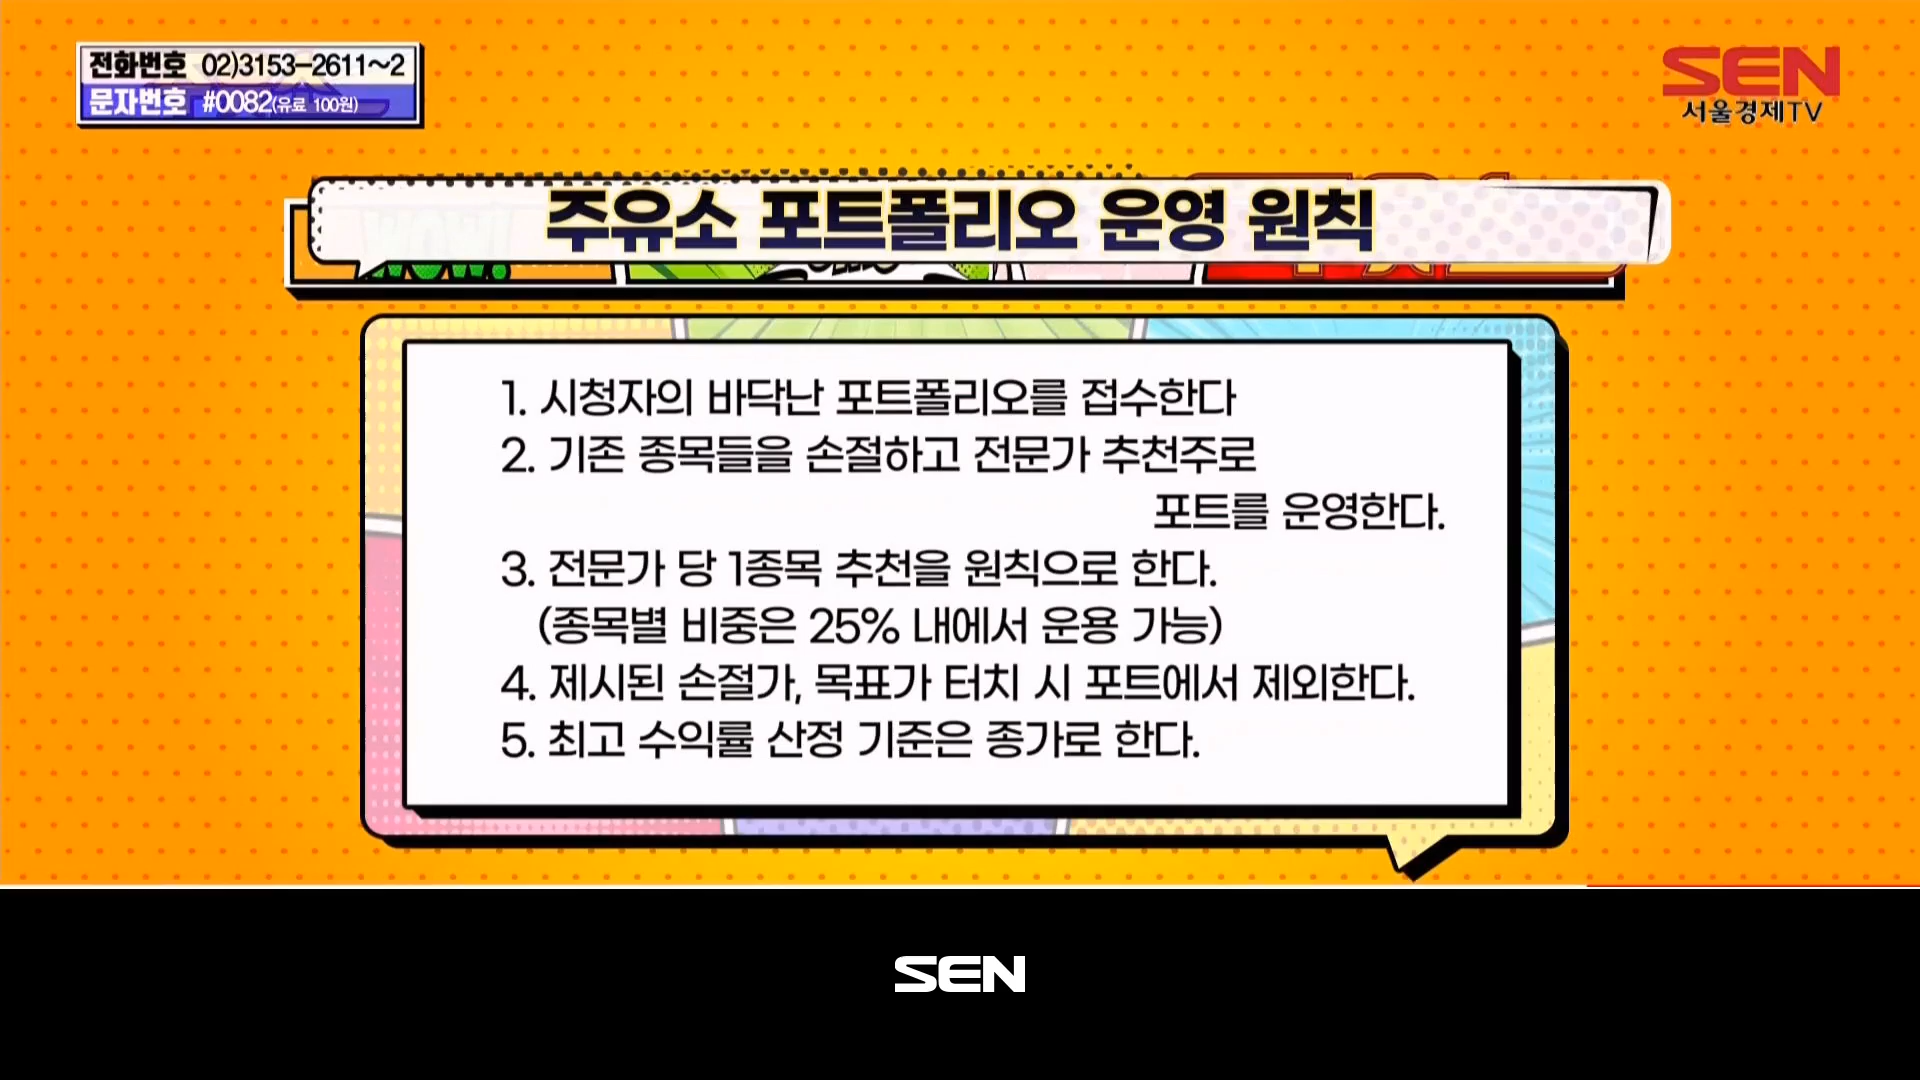 전화번호 02)3153-2611~2
문자번호 #0082(유료 100원)
SEN
서울경제TV
주유소 포트폴리오 운영 원칙
1. 시청자의 바닥난 포트폴리오를 접수한다
2. 기존 종목들을 손절하고 전문가 추천주로
포트를 운영한다.
3. 전문가 당 1종목 추천을 원칙으로 한다.
(종목별 비중은 25% 내에서 운용 가능)
4. 제시된 손절가, 목표가 터치 시 포트에서 제외한다.
5. 최고 수익률 산정 기준은 종가로 한다.
SEN